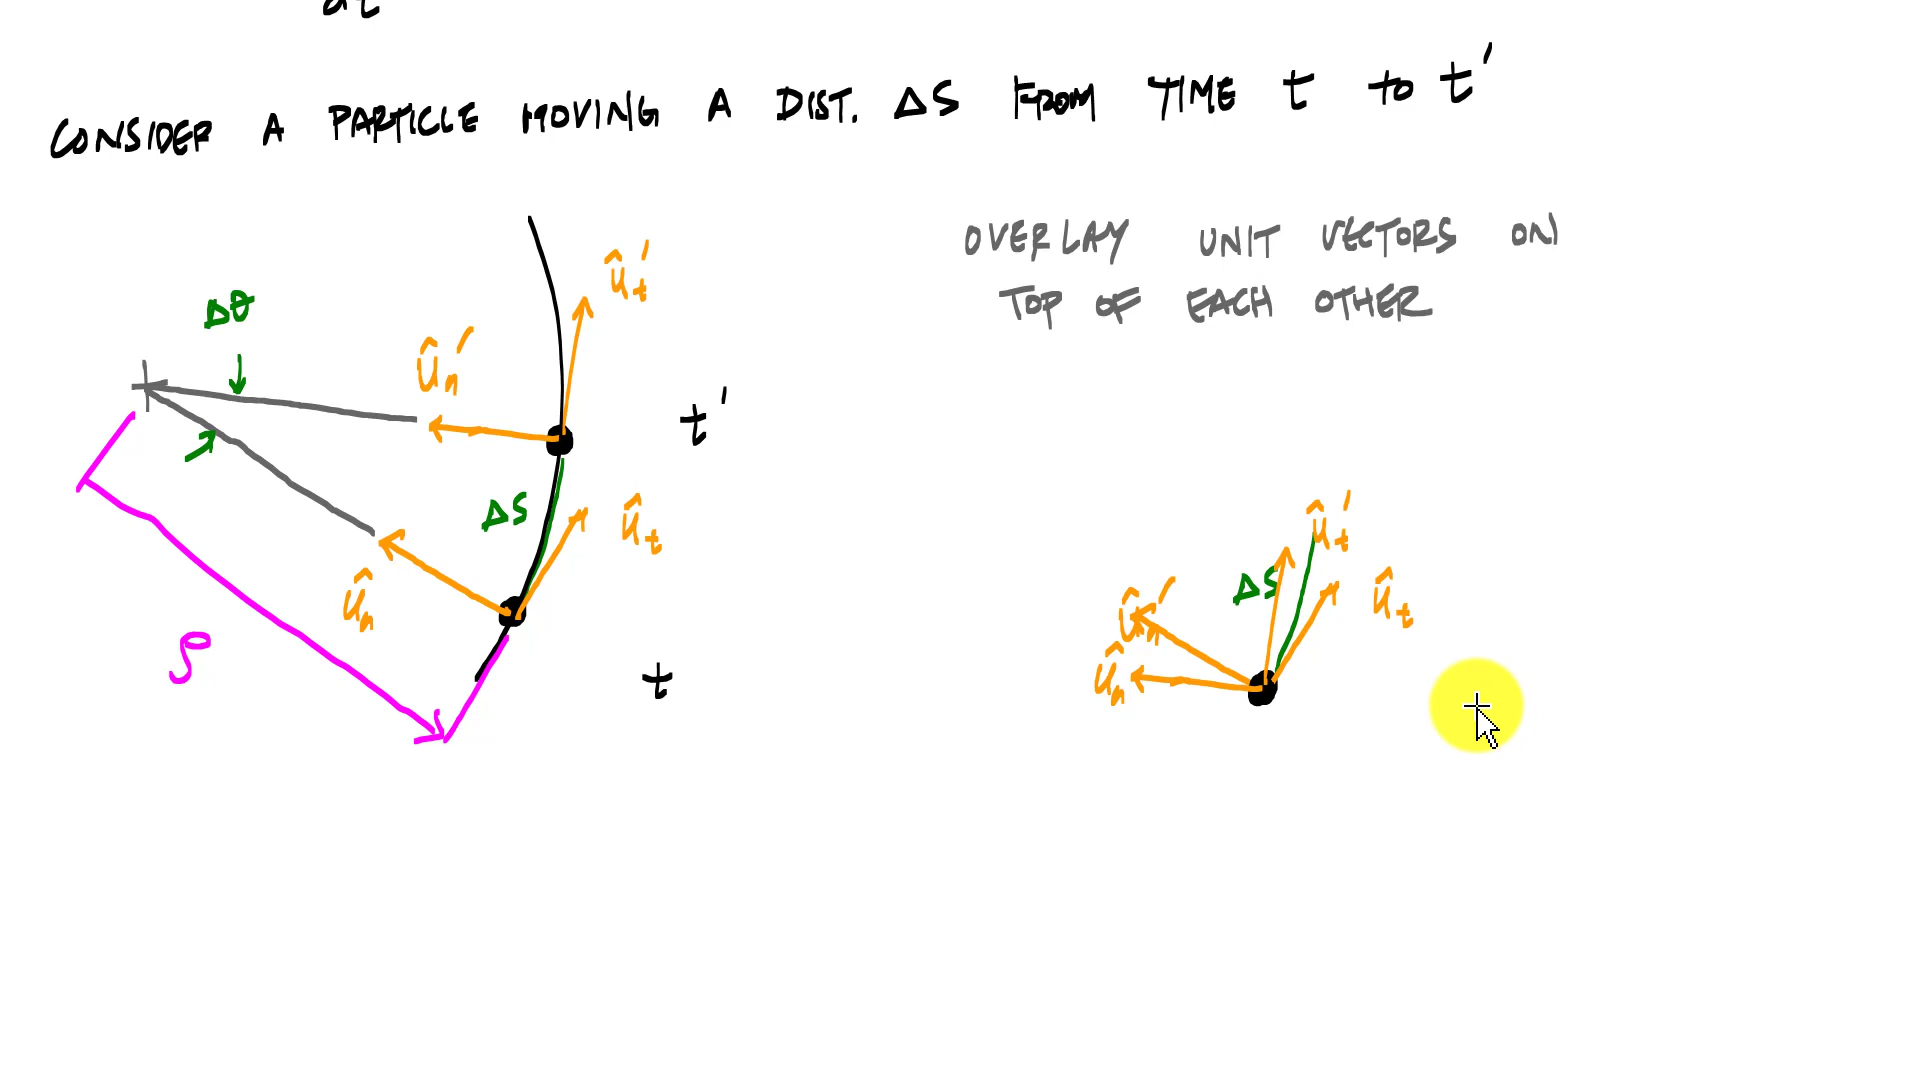 dt
CONSIDER A PARTICLE MOVING A DIST. ΔS FROM TIME t to t'
OVERLAY UNIT VECTORS ON
TOP OF EACH OTHER
û_t'
Δθ
û_n'
t'
ΔS
û_t
û_n
ρ
t
û_t'
ΔS
û_t
û_n'
û_n